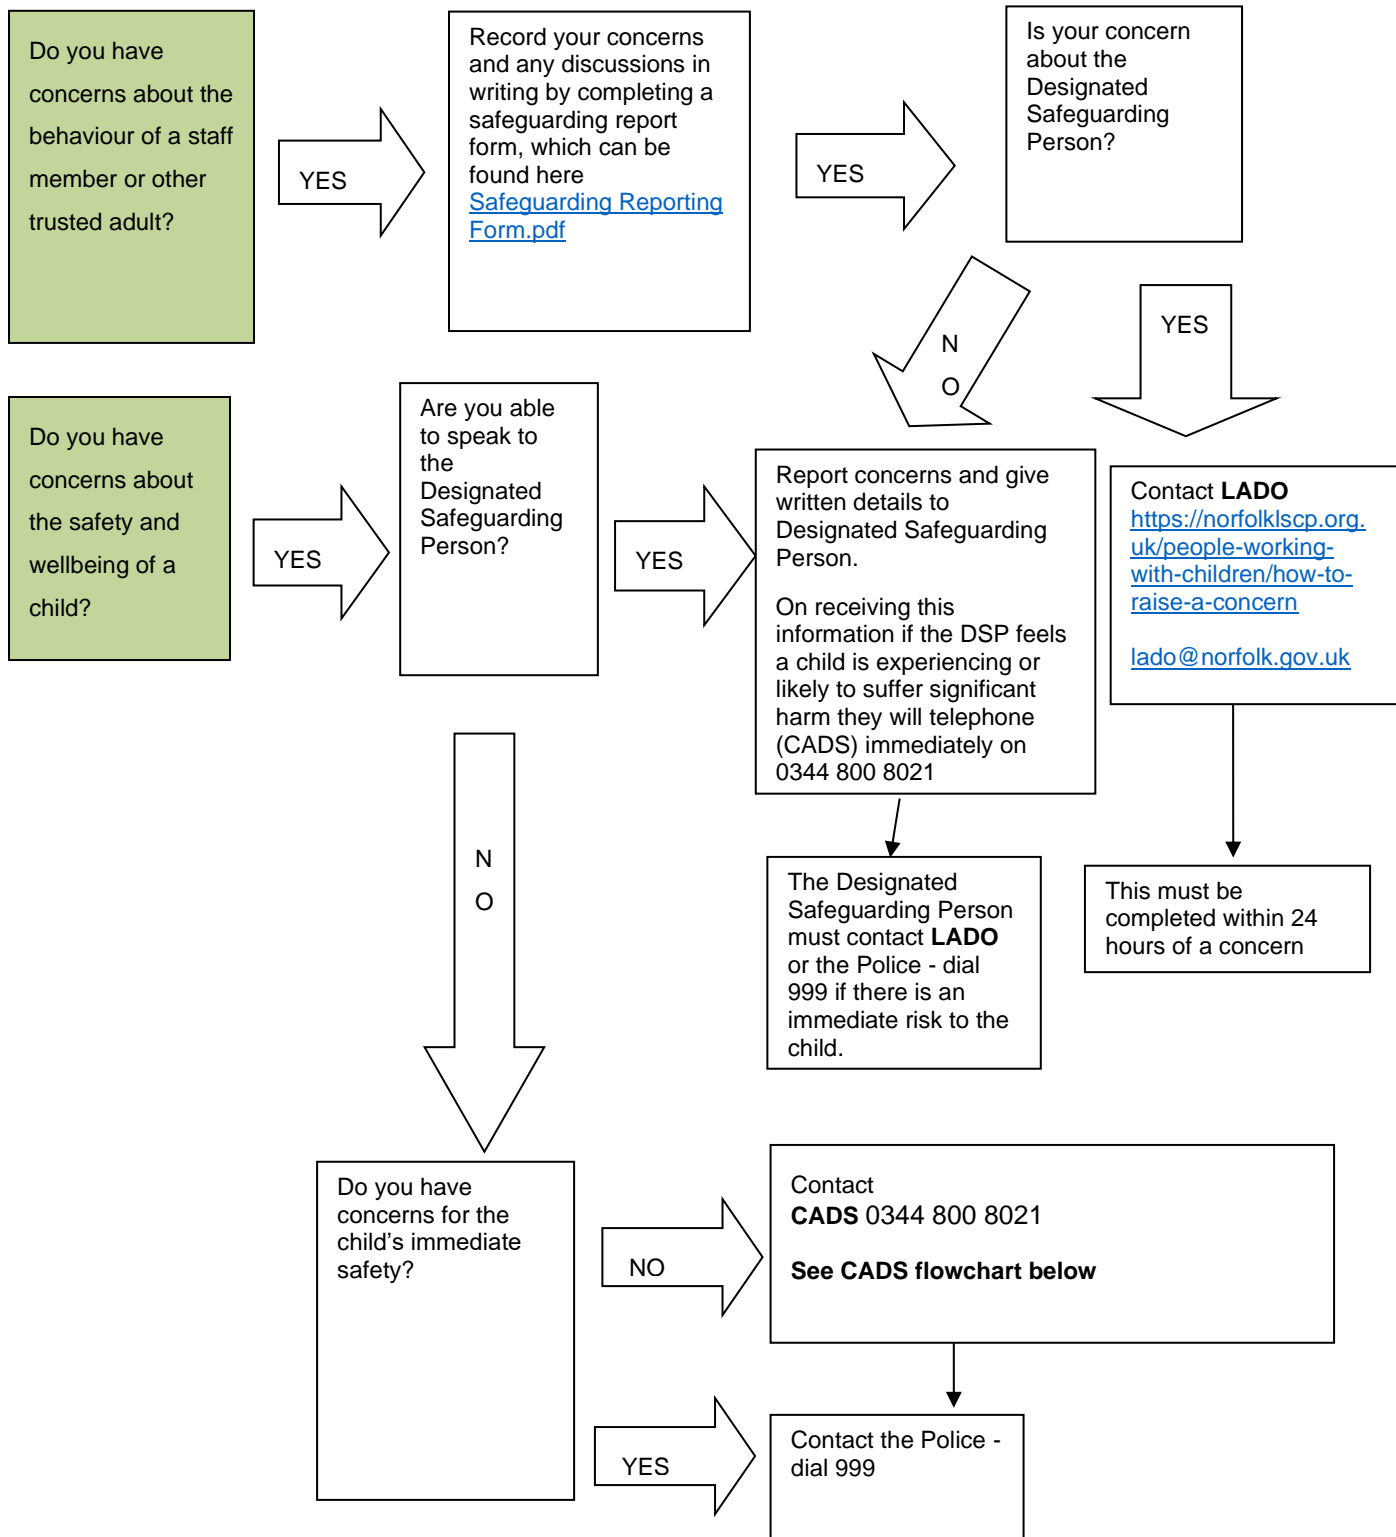 Do you have
concerns about the
behaviour of a staff
member or other
trusted adult?
YES
Record your concerns
and any discussions in
writing by completing a
safeguarding report
form, which can be
found here
Safeguarding Reporting
Form.pdf
YES
Is your concern
about the
Designated
Safeguarding
Person?
N
O
YES
Do you have
concerns about
the safety and
wellbeing of a
child?
YES
Are you able
to speak to
the
Designated
Safeguarding
Person?
YES
Report concerns and give
written details to
Designated Safeguarding
Person.
On receiving this
information if the DSP feels
a child is experiencing or
likely to suffer significant
harm they will telephone
(CADS) immediately on
0344 800 8021
Contact LADO
https://norfolklscp.org.
uk/people-working-
with-children/how-to-
raise-a-concern
lado@norfolk.gov.uk
N
O
The Designated
Safeguarding Person
must contact LADO
or the Police - dial
999 if there is an
immediate risk to the
child.
This must be
completed within 24
hours of a concern
Do you have
concerns for the
child's immediate
safety?
NO
Contact
CADS 0344 800 8021
See CADS flowchart below
YES
Contact the Police -
dial 999